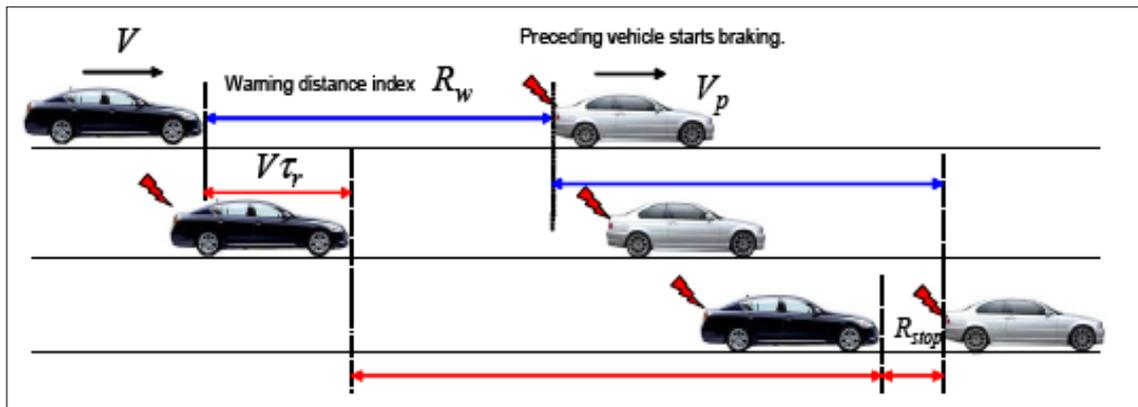 V
Preceding vehicle starts braking.
Warning distance index R_w
V_p
Vτ_r
R_stop